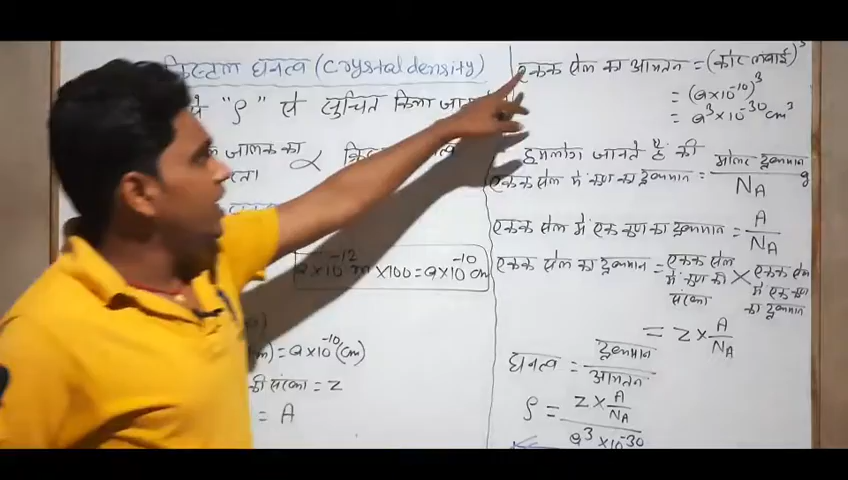 क्रिस्टल घनत्व (Crystal density)
"ρ" से सुचित किया
जालक का ∝
a×10⁻¹² m ×100 = a×10⁻¹⁰ cm
= a×10⁻¹⁰ (cm)
= Z
= A
एकक सेल का आयतन = (कोर लंबाई)³
= (a×10⁻¹⁰)³
= a³×10⁻³⁰ cm³
हमलोग जानते है की
एकक सेल मे कण का द्रव्यमान = मोलर द्रव्यमान / N_A g
एकक सेल में एक कण का द्रव्यमान = A / N_A
एकक सेल का द्रव्यमान = एकक सेल में कण की संख्या × एकक सेल में एक कण का द्रव्यमान
= Z × A / N_A
घनत्व = द्रव्यमान / आयतन
ρ = Z × A/N_A / a³×10⁻³⁰